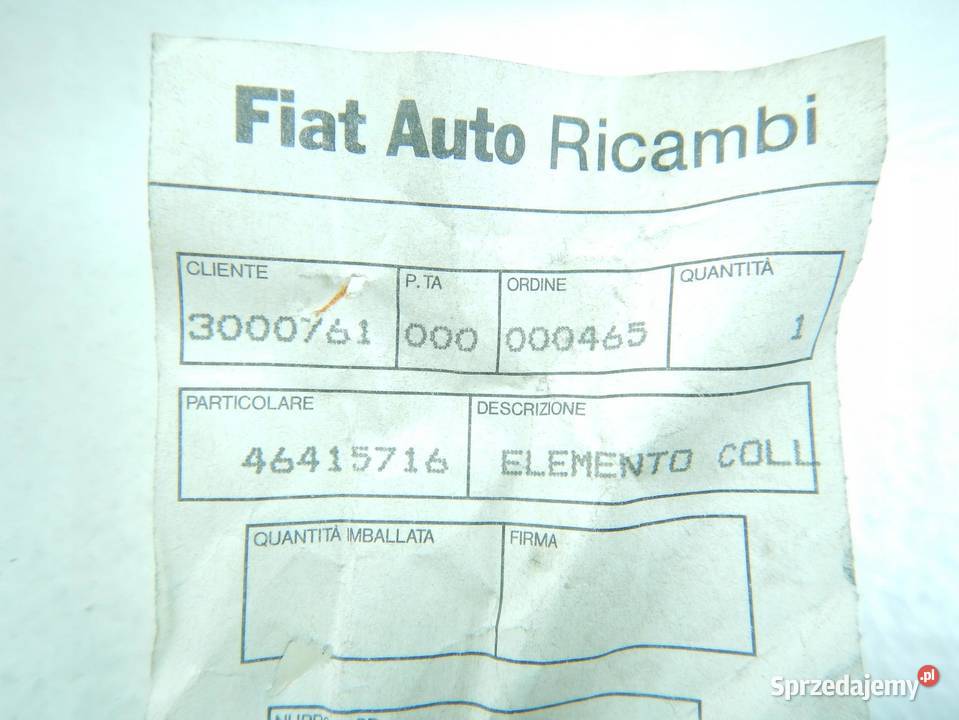 Fiat Auto Ricambi
CLIENTE P.TA ORDINE QUANTITÀ
3000761 000 000465 1
PARTICOLARE DESCRIZIONE
46415716 ELEMENTO COLL
QUANTITÀ IMBALLATA FIRMA
Sprzedajemy.pl